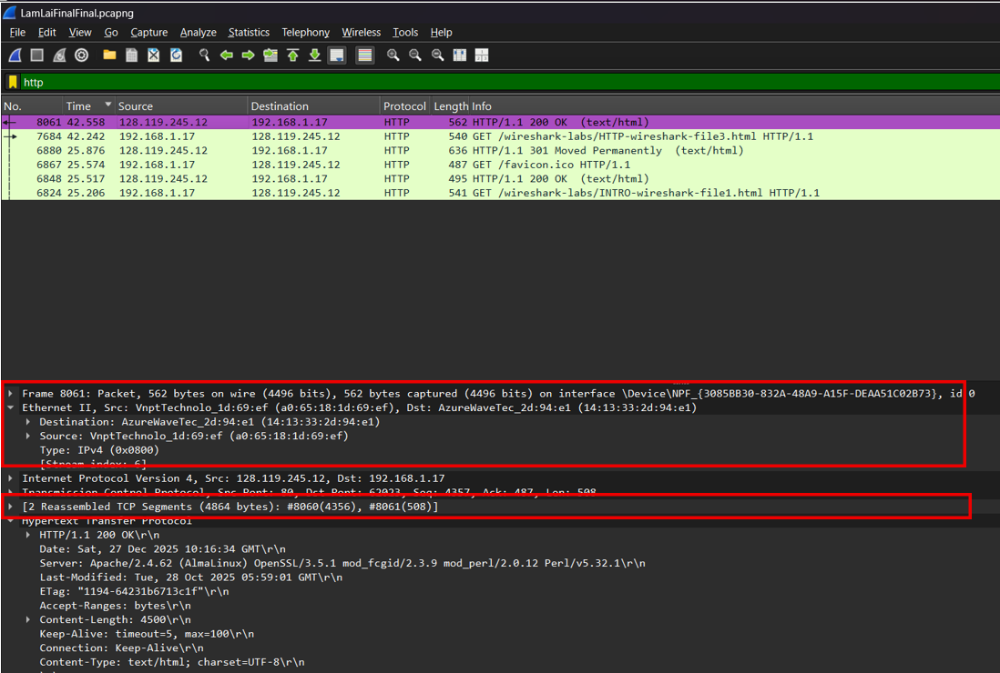 LamLaiFinalFinal.pcapng
File Edit View Go Capture Analyze Statistics Telephony Wireless Tools Help
http
No. Time Source Destination Protocol Length Info
8061 42.558 128.119.245.12 192.168.1.17 HTTP 562 HTTP/1.1 200 OK (text/html)
7684 42.242 192.168.1.17 128.119.245.12 HTTP 540 GET /wireshark-labs/HTTP-wireshark-file3.html HTTP/1.1
6880 25.876 128.119.245.12 192.168.1.17 HTTP 636 HTTP/1.1 301 Moved Permanently (text/html)
6867 25.574 192.168.1.17 128.119.245.12 HTTP 487 GET /favicon.ico HTTP/1.1
6848 25.517 128.119.245.12 192.168.1.17 HTTP 495 HTTP/1.1 200 OK (text/html)
6824 25.206 192.168.1.17 128.119.245.12 HTTP 541 GET /wireshark-labs/INTRO-wireshark-file1.html HTTP/1.1
Frame 8061: Packet, 562 bytes on wire (4496 bits), 562 bytes captured (4496 bits) on interface \Device\NPF_{3085BB30-832A-48A9-A15F-DEAA51C02B73}, id 0
Ethernet II, Src: VnptTechnolo_1d:69:ef (a0:65:18:1d:69:ef), Dst: AzureWaveTec_2d:94:e1 (14:13:33:2d:94:e1)
Destination: AzureWaveTec_2d:94:e1 (14:13:33:2d:94:e1)
Source: VnptTechnolo_1d:69:ef (a0:65:18:1d:69:ef)
Type: IPv4 (0x0800)
[Stream index: 6]
Internet Protocol Version 4, Src: 128.119.245.12, Dst: 192.168.1.17
Transmission Control Protocol, Src Port: 80, Dst Port: 62023, Seq: 4357, Ack: 487, Len: 508
[2 Reassembled TCP Segments (4864 bytes): #8060(4356), #8061(508)]
Hypertext Transfer Protocol
HTTP/1.1 200 OK\r\n
Date: Sat, 27 Dec 2025 10:16:34 GMT\r\n
Server: Apache/2.4.62 (AlmaLinux) OpenSSL/3.5.1 mod_fcgid/2.3.9 mod_perl/2.0.12 Perl/v5.32.1\r\n
Last-Modified: Tue, 28 Oct 2025 05:59:01 GMT\r\n
ETag: "1194-64231b6713c1f"\r\n
Accept-Ranges: bytes\r\n
Content-Length: 4500\r\n
Keep-Alive: timeout=5, max=100\r\n
Connection: Keep-Alive\r\n
Content-Type: text/html; charset=UTF-8\r\n